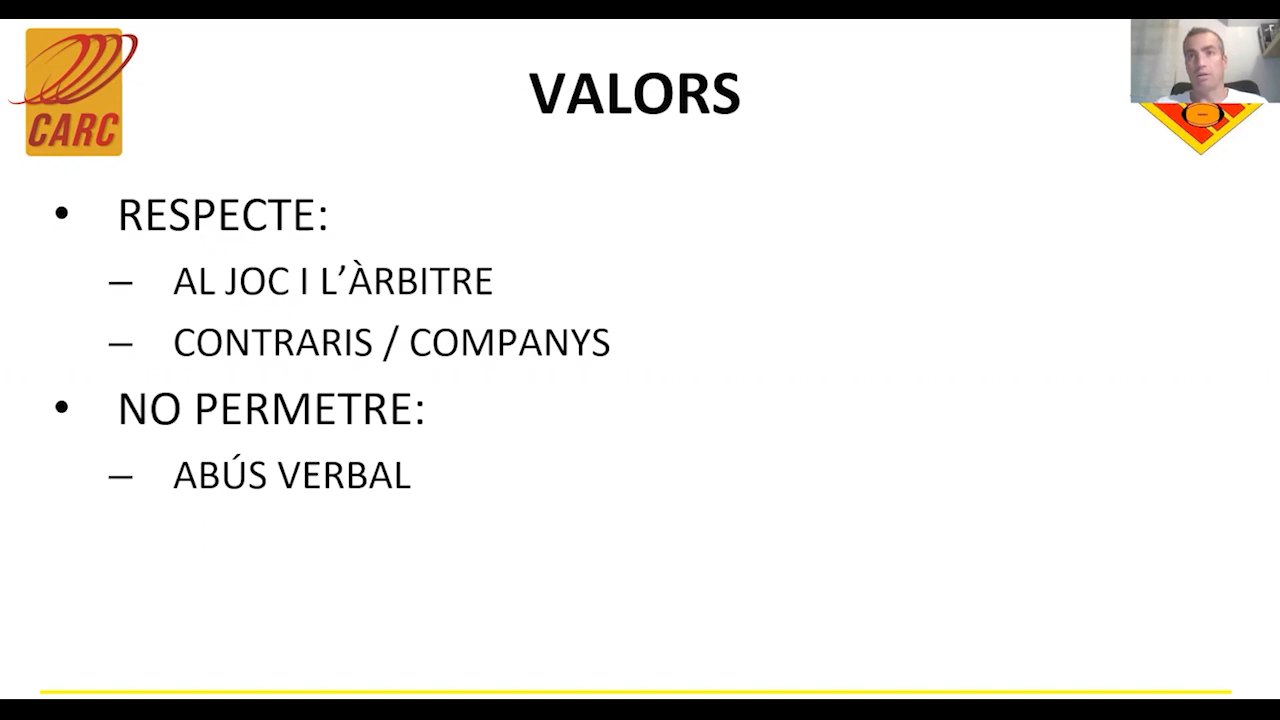 CARC
VALORS
• RESPECTE:
– AL JOC I L’ÀRBITRE
– CONTRARIS / COMPANYS
• NO PERMETRE:
– ABÚS VERBAL